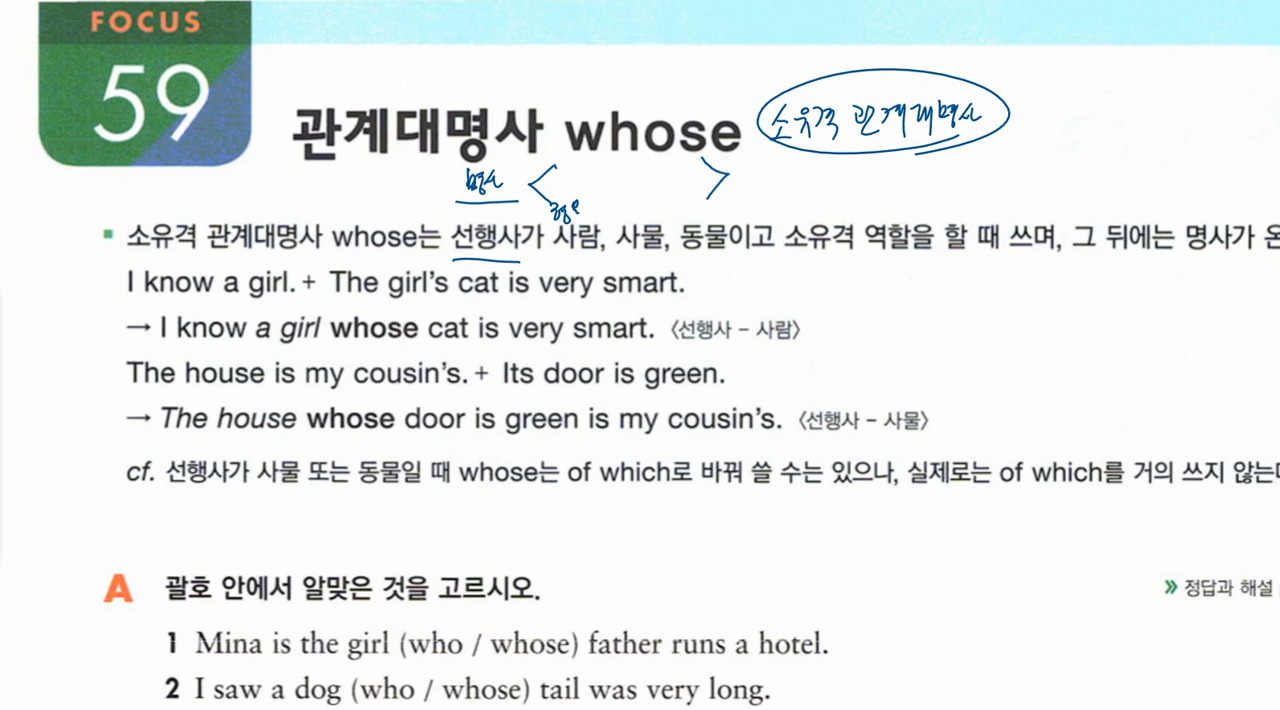 FOCUS
59
관계대명사 whose 소유격 관계대명사
명사
소유격 관계대명사 whose는 선행사가 사람, 사물, 동물이고 소유격 역할을 할 때 쓰며, 그 뒤에는 명사가 온
I know a girl. + The girl's cat is very smart.
→ I know a girl whose cat is very smart. 〈선행사 – 사람〉
The house is my cousin's. + Its door is green.
→ The house whose door is green is my cousin's. 〈선행사 – 사물〉
cf. 선행사가 사물 또는 동물일 때 whose는 of which로 바꿔 쓸 수는 있으나, 실제로는 of which를 거의 쓰지 않는
A 괄호 안에서 알맞은 것을 고르시오. » 정답과 해설
1 Mina is the girl (who / whose) father runs a hotel.
2 I saw a dog (who / whose) tail was very long.